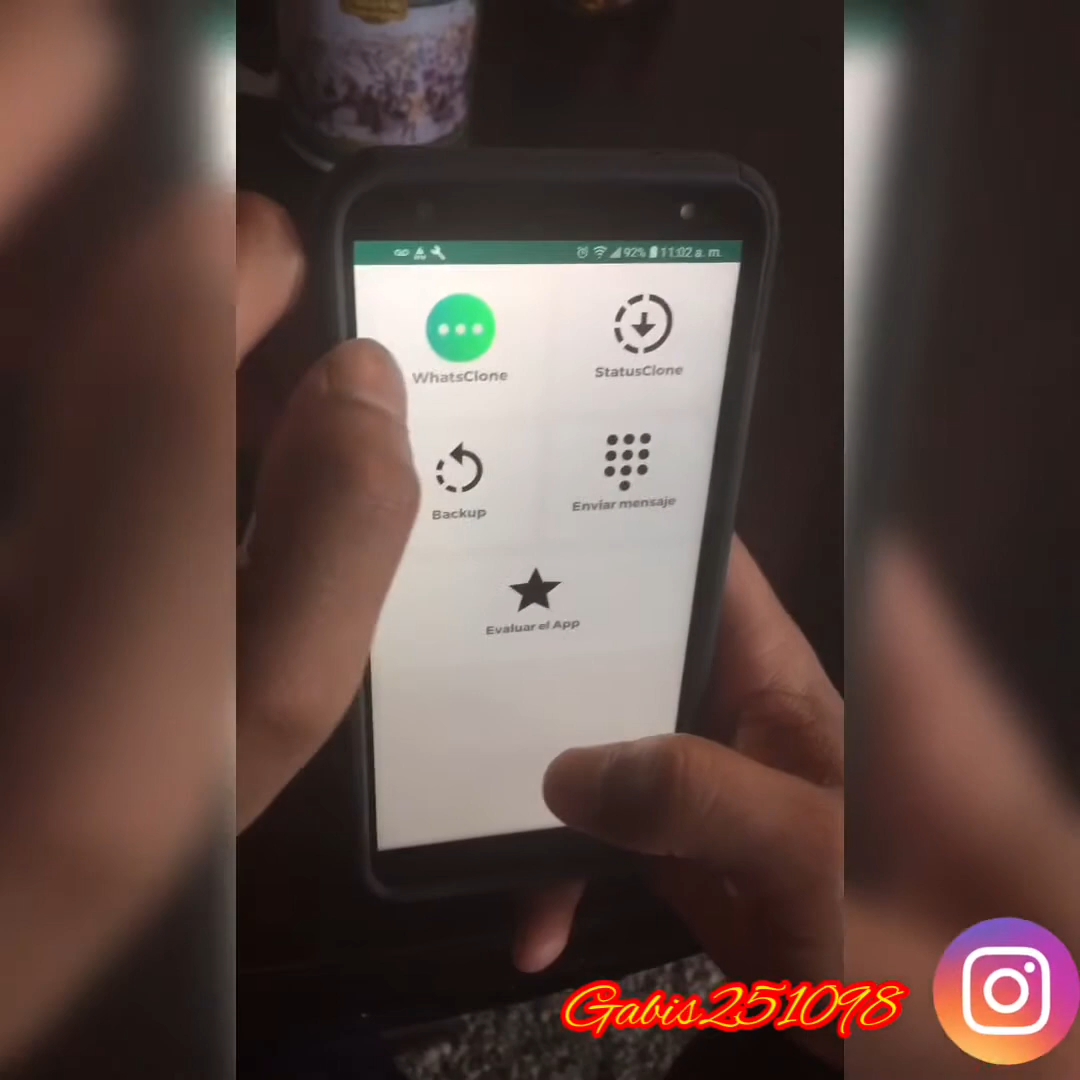 92% 11:02 a. m.
WhatsClone
StatusClone
Backup
Enviar mensaje
Evaluar el App
Gabis251098